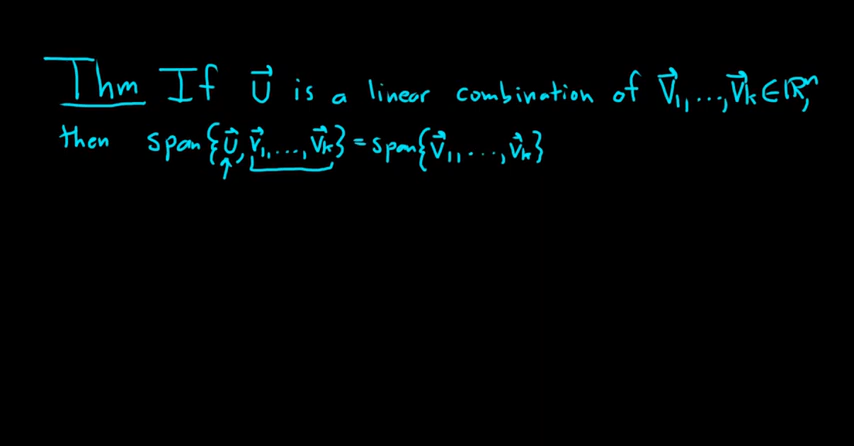 Thm If u⃗ is a linear combination of v⃗₁, ..., v⃗ₖ ∈ ℝⁿ,
then span{u⃗, v⃗₁, ..., v⃗ₖ} = span{v⃗₁, ..., v⃗ₖ}